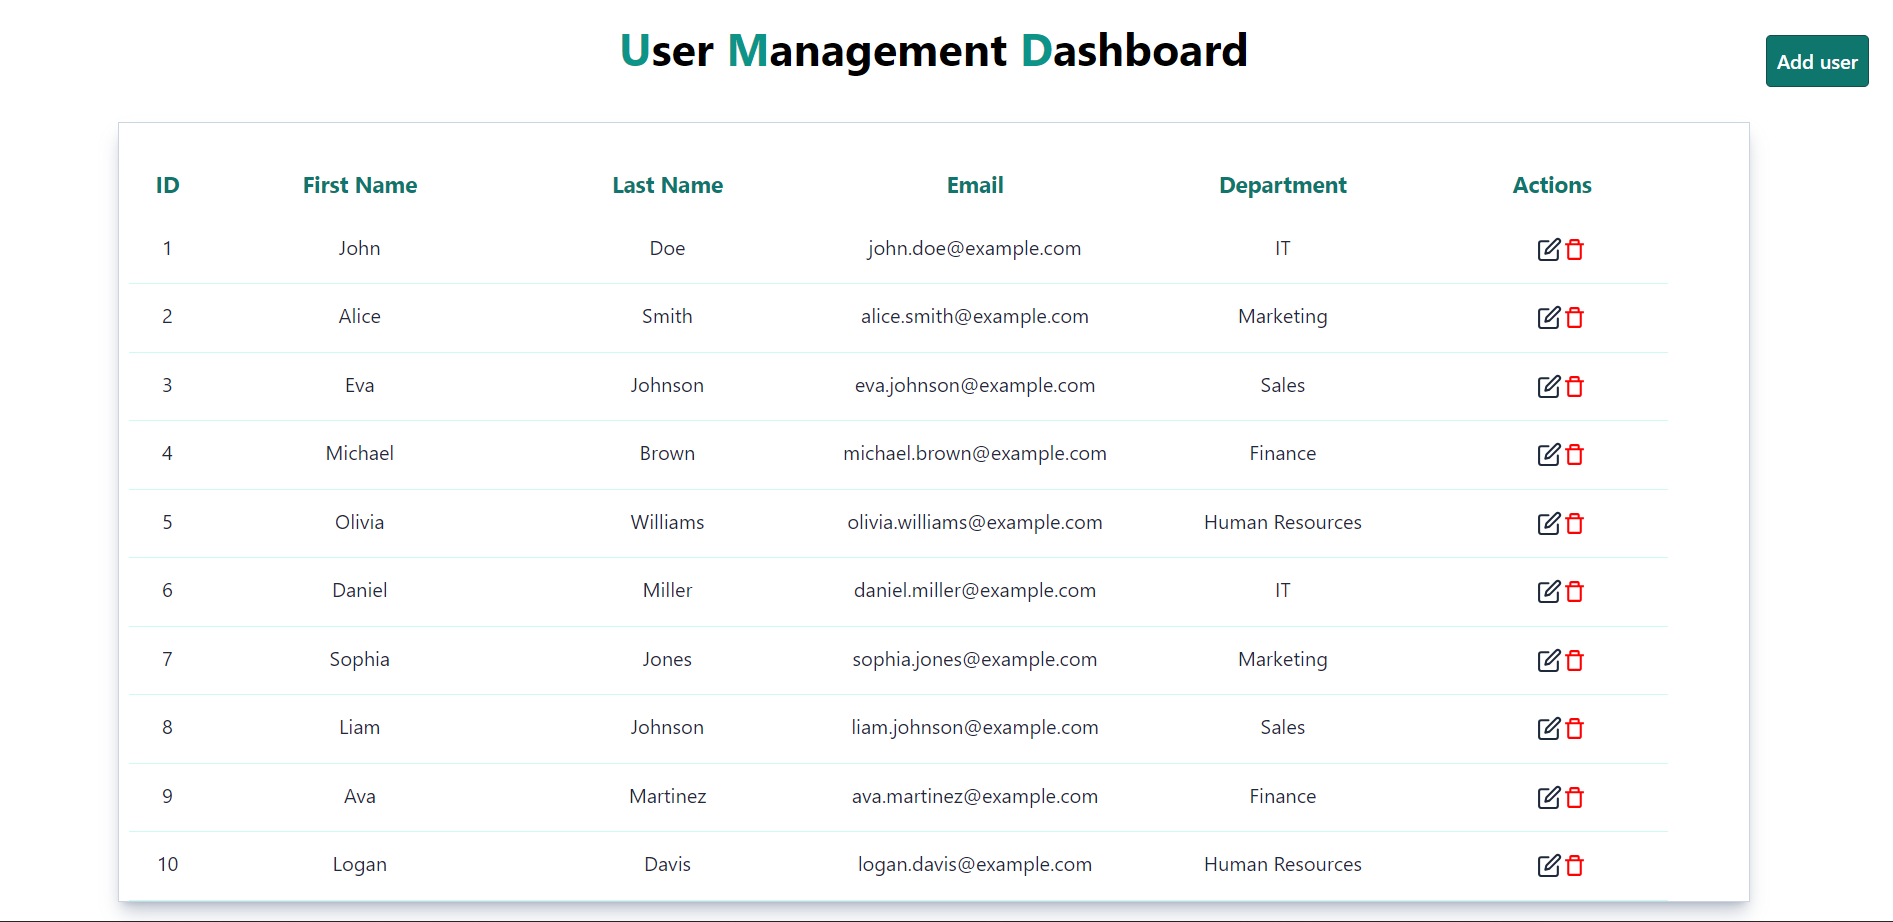 User Management Dashboard
Add user
ID First Name Last Name Email Department Actions
1 John Doe john.doe@example.com IT
2 Alice Smith alice.smith@example.com Marketing
3 Eva Johnson eva.johnson@example.com Sales
4 Michael Brown michael.brown@example.com Finance
5 Olivia Williams olivia.williams@example.com Human Resources
6 Daniel Miller daniel.miller@example.com IT
7 Sophia Jones sophia.jones@example.com Marketing
8 Liam Johnson liam.johnson@example.com Sales
9 Ava Martinez ava.martinez@example.com Finance
10 Logan Davis logan.davis@example.com Human Resources